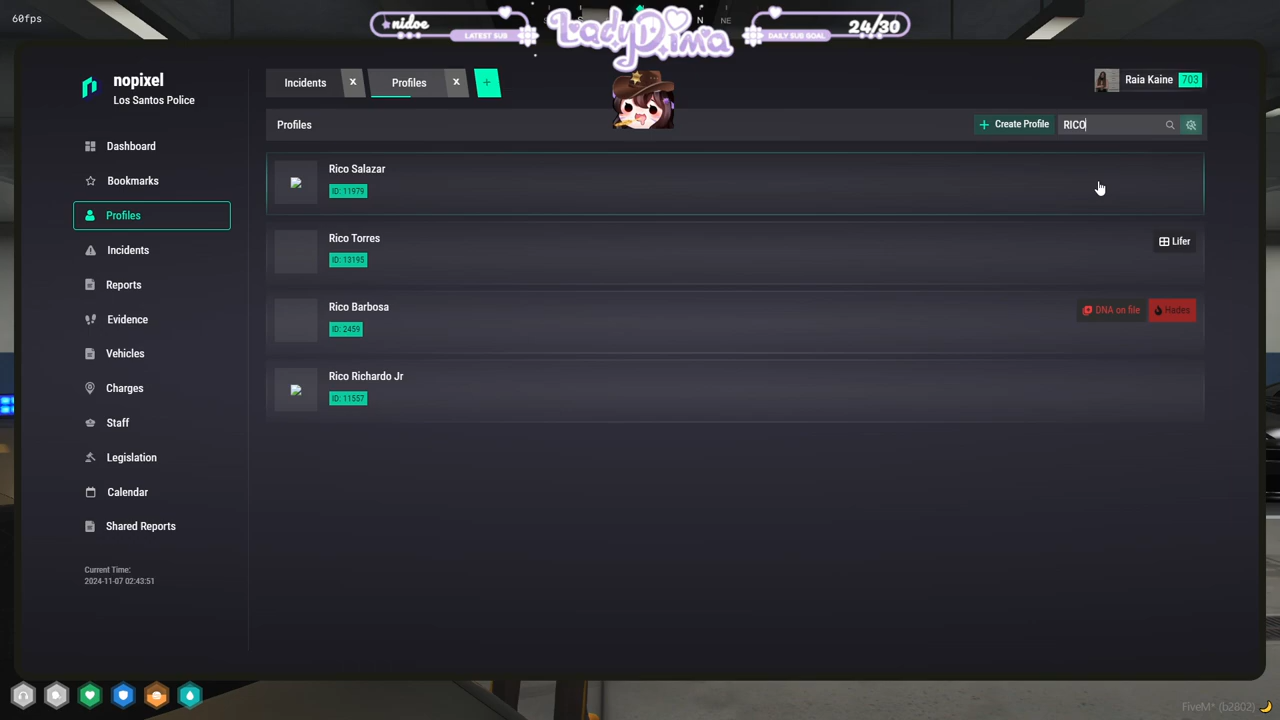 60fps
nidoe
LATEST SUB
LadyDima
N
NE
24/30
DAILY SUB GOAL
nopixel
Los Santos Police
Incidents
x
Profiles
x
+
Raia Kaine
703
Profiles
+ Create Profile
RICO
Dashboard
Bookmarks
Profiles
Incidents
Reports
Evidence
Vehicles
Charges
Staff
Legislation
Calendar
Shared Reports
Current Time:
2024-11-07 02:43:51
Rico Salazar
ID: 11979
Rico Torres
ID: 13195
Lifer
Rico Barbosa
ID: 2459
DNA on file
Hades
Rico Richardo Jr
ID: 11557
FiveM* (b2802)